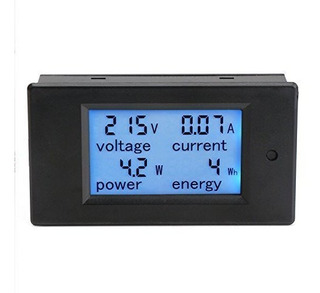 215V 0.07A
voltage current
4.2 W 4 Wh
power energy